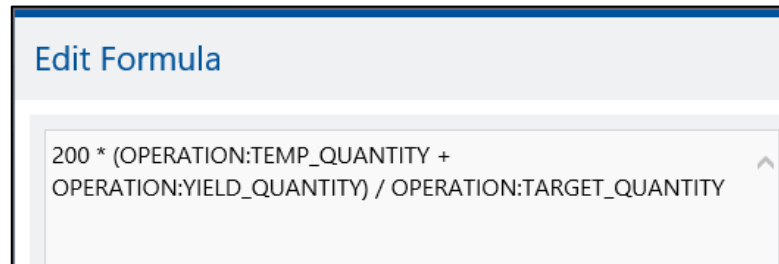 Edit Formula
200 * (OPERATION:TEMP_QUANTITY +
OPERATION:YIELD_QUANTITY) / OPERATION:TARGET_QUANTITY